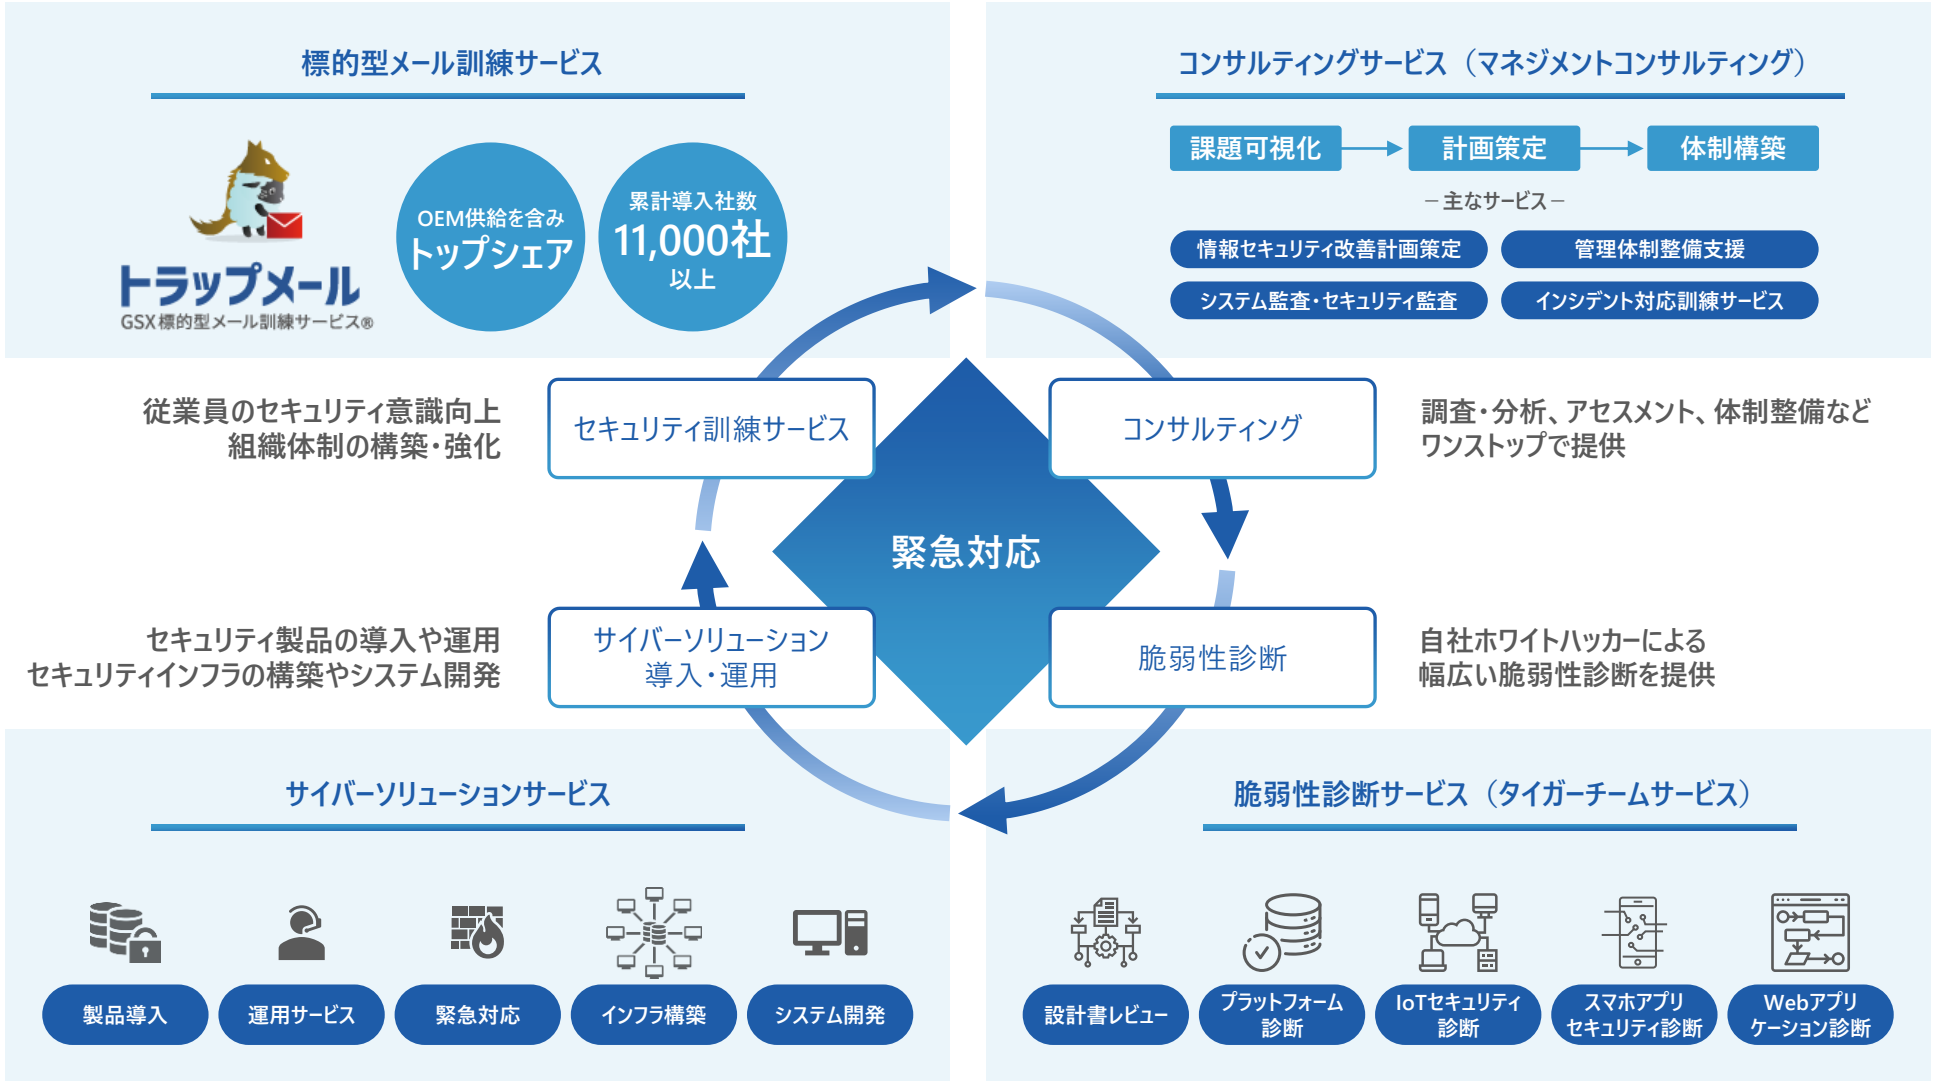 標的型メール訓練サービス
OEM供給を含み
トップシェア
累計導入社数
11,000社
以上
トラップメール
GSX標的型メール訓練サービス®
コンサルティングサービス（マネジメントコンサルティング）
課題可視化
計画策定
体制構築
－主なサービス－
情報セキュリティ改善計画策定
管理体制整備支援
システム監査・セキュリティ監査
インシデント対応訓練サービス
従業員のセキュリティ意識向上
組織体制の構築・強化
セキュリティ訓練サービス
コンサルティング
調査・分析、アセスメント、体制整備など
ワンストップで提供
緊急対応
セキュリティ製品の導入や運用
セキュリティインフラの構築やシステム開発
サイバーソリューション
導入・運用
脆弱性診断
自社ホワイトハッカーによる
幅広い脆弱性診断を提供
サイバーソリューションサービス
製品導入
運用サービス
緊急対応
インフラ構築
システム開発
脆弱性診断サービス（タイガーチームサービス）
設計書レビュー
プラットフォーム
診断
IoTセキュリティ
診断
スマホアプリ
セキュリティ診断
Webアプリ
ケーション診断